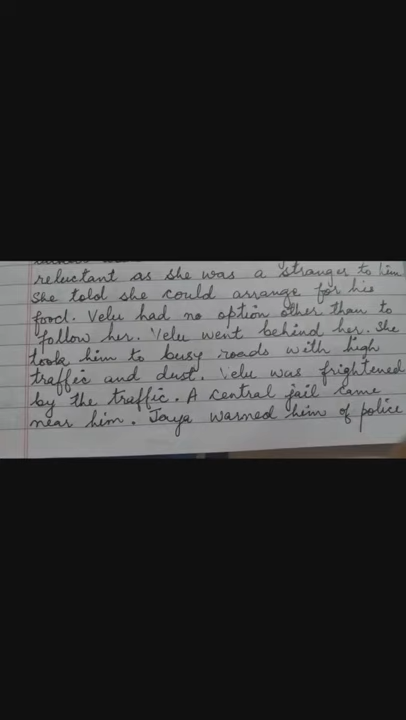 reluctant as she was a stranger to him
She told she could arrange for his
food. Velu had no option other than to
follow her. Velu went behind her. She
took him to busy roads with high
traffic and dust. Velu was frightened
by the traffic. A central jail came
near him. Jaya warned him of police